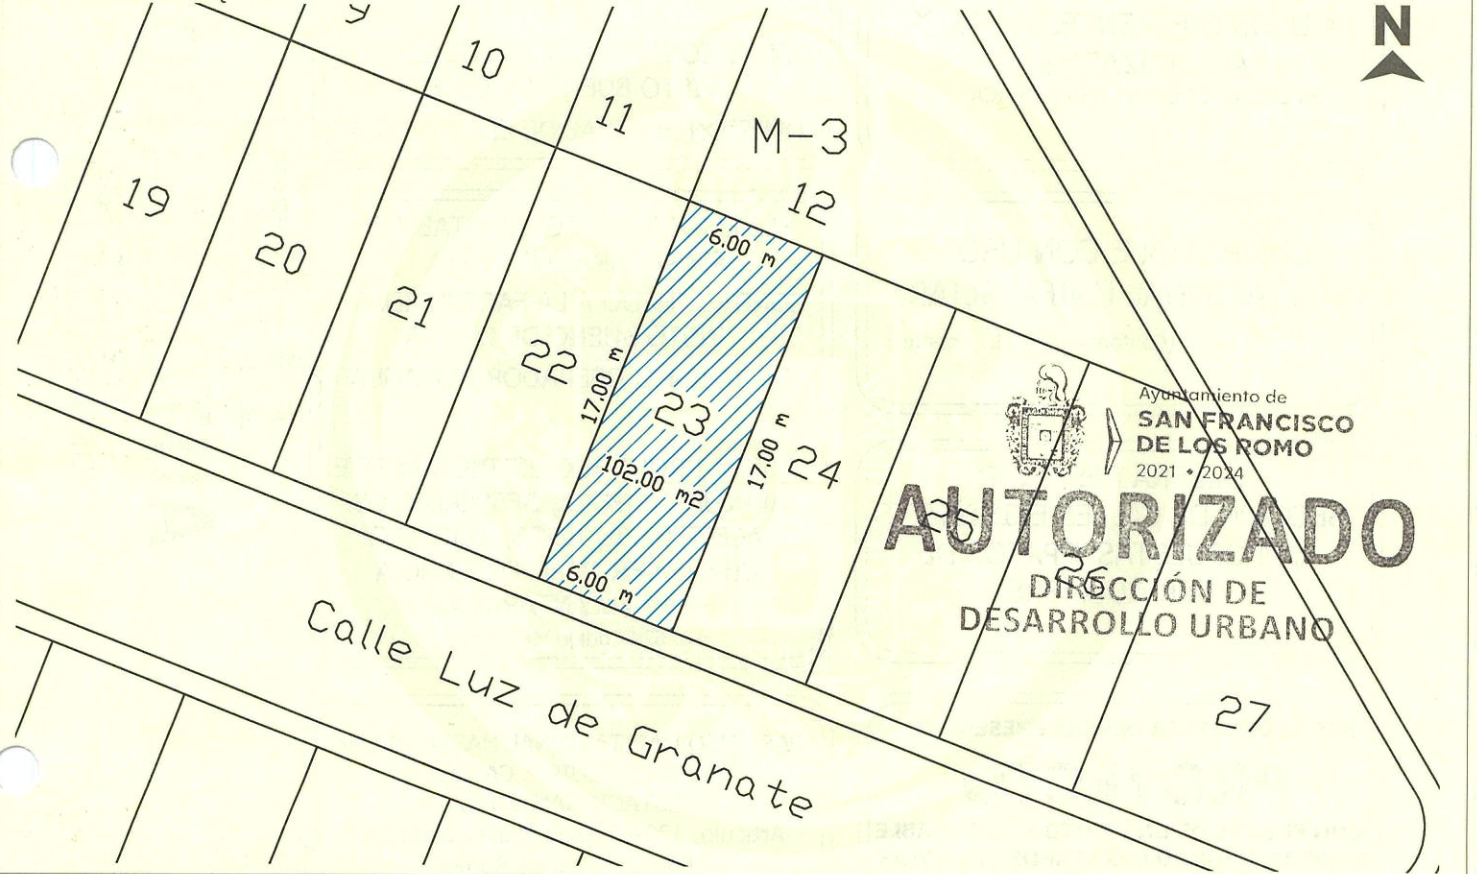 N
9
10
11
M-3
12
19
20
21
22
23
24
25
26
27
6.00 m
17.00 m
17.00 m
102.00 m2
6.00 m
Ayuntamiento de
SAN FRANCISCO
DE LOS ROMO
2021 • 2024
AUTORIZADO
DIRECCIÓN DE
DESARROLLO URBANO
Calle Luz de Granate